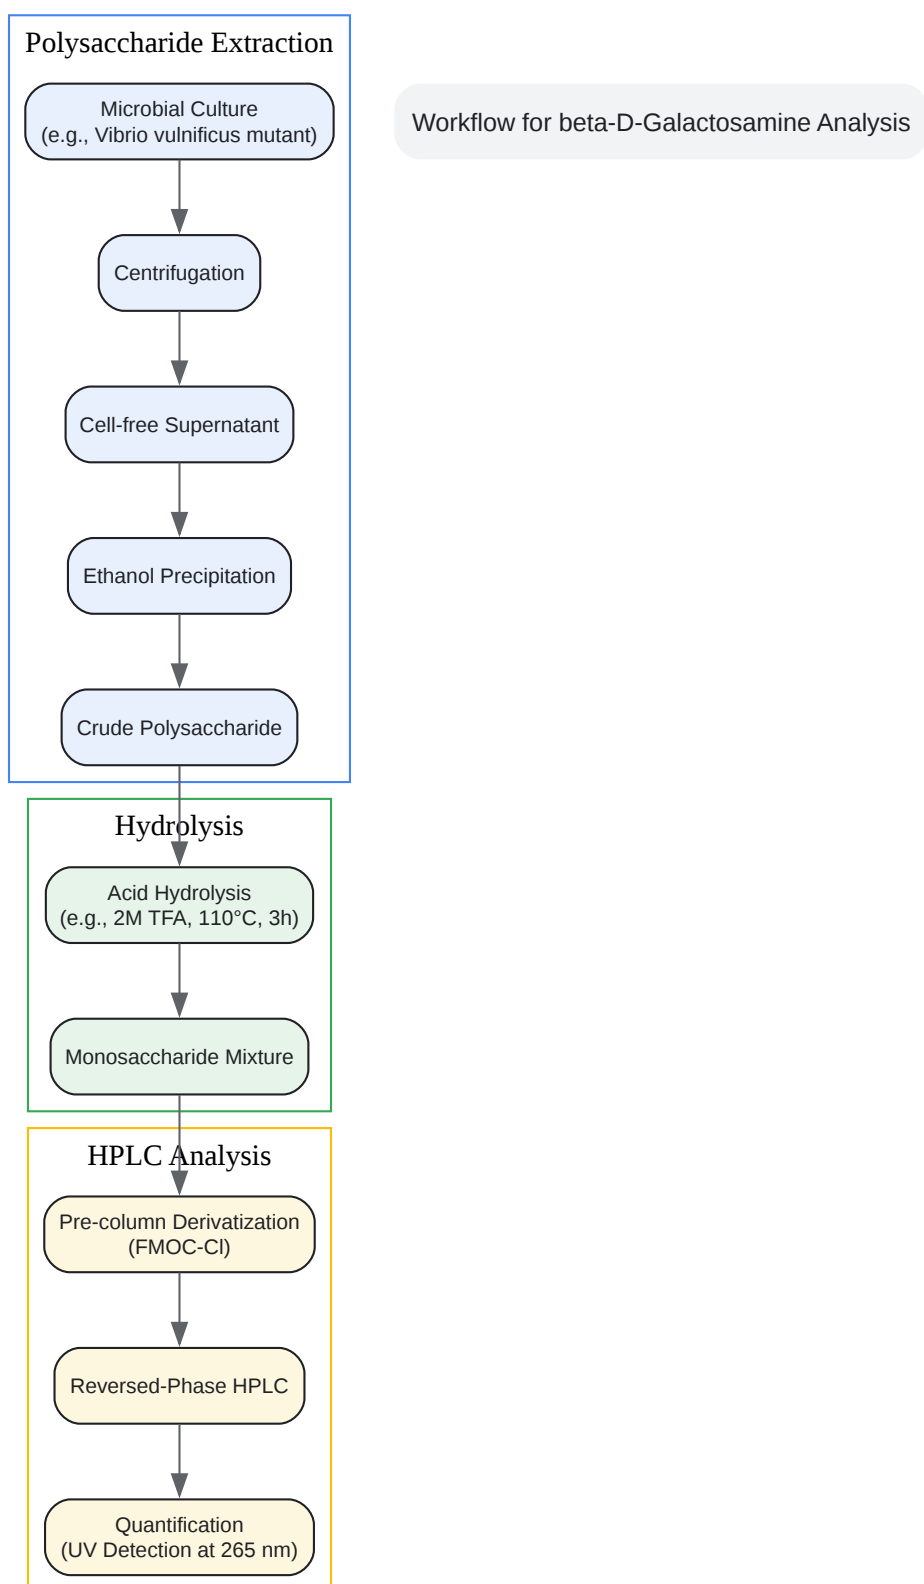 Polysaccharide Extraction
Microbial Culture
(e.g., Vibrio vulnificus mutant)
Workflow for beta-D-Galactosamine Analysis
Centrifugation
Cell-free Supernatant
Ethanol Precipitation
Crude Polysaccharide
Hydrolysis
Acid Hydrolysis
(e.g., 2M TFA, 110°C, 3h)
Monosaccharide Mixture
HPLC Analysis
Pre-column Derivatization
(FMOC-Cl)
Reversed-Phase HPLC
Quantification
(UV Detection at 265 nm)